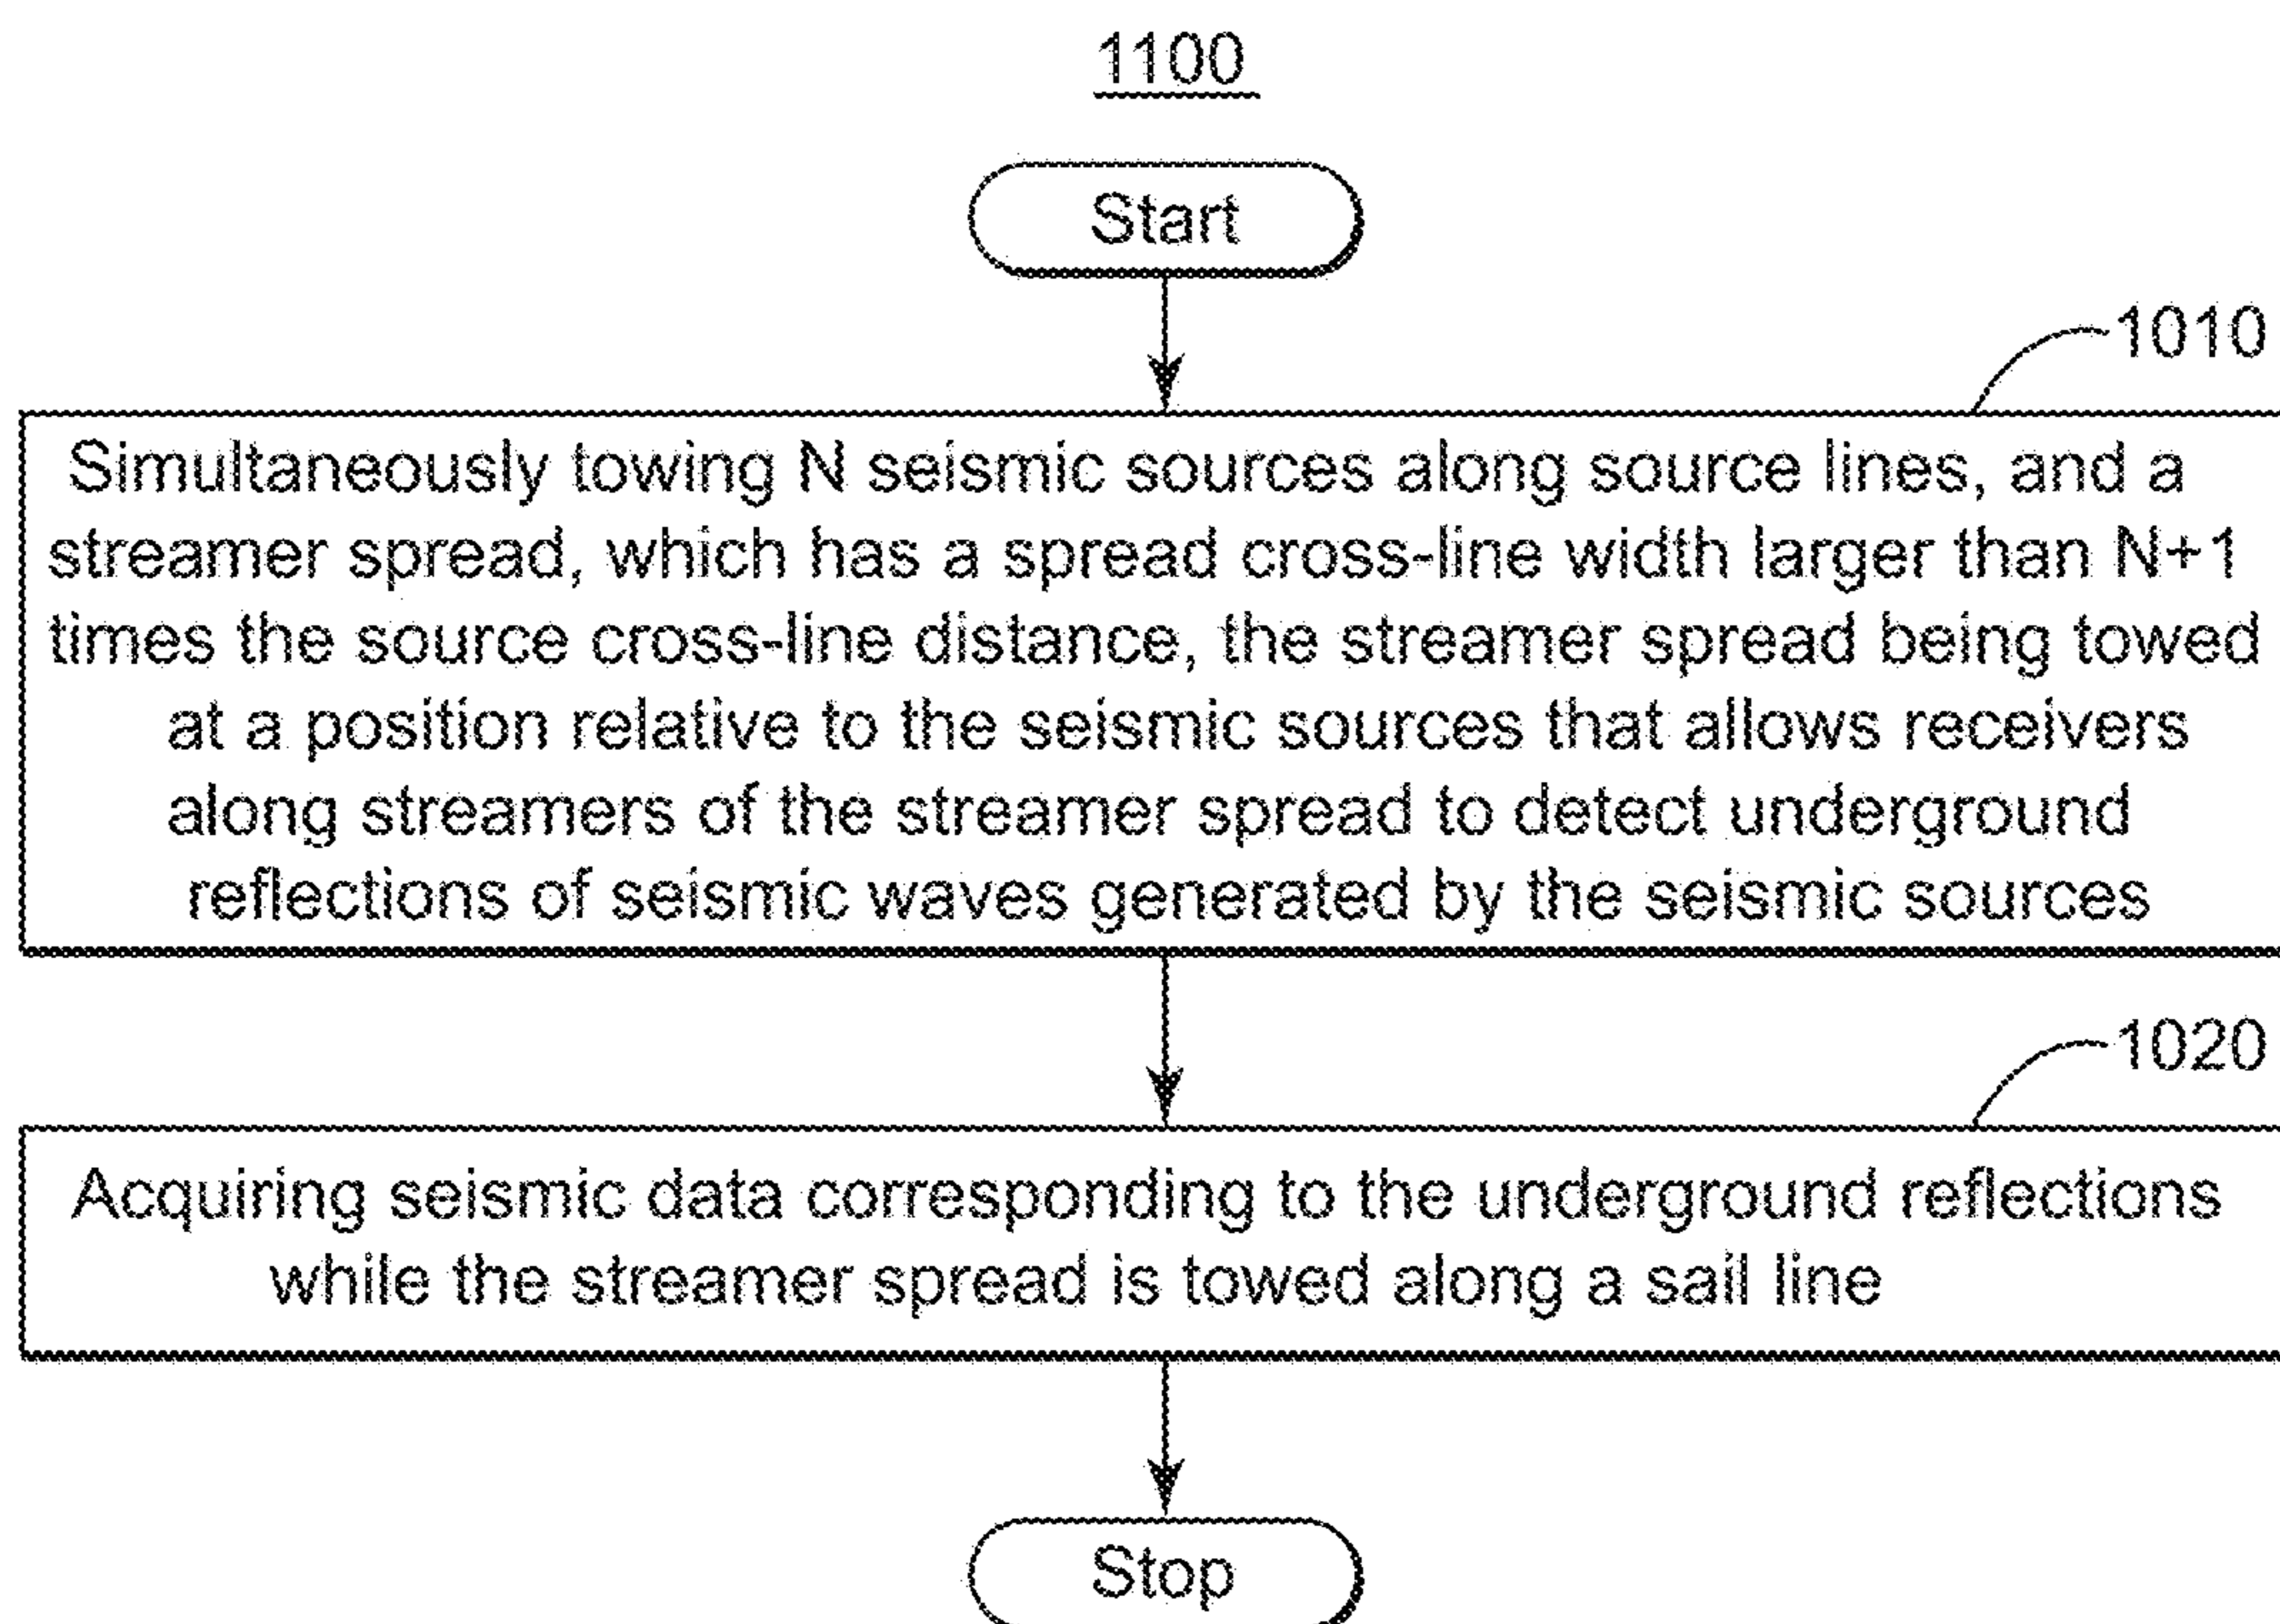 1100
Start
1010
Simultaneously towing N seismic sources along source lines, and a
streamer spread, which has a spread cross-line width larger than N+1
times the source cross-line distance, the streamer spread being towed
at a position relative to the seismic sources that allows receivers
along streamers of the streamer spread to detect underground
reflections of seismic waves generated by the seismic sources
1020
Acquiring seismic data corresponding to the underground reflections
while the streamer spread is towed along a sail line
Stop